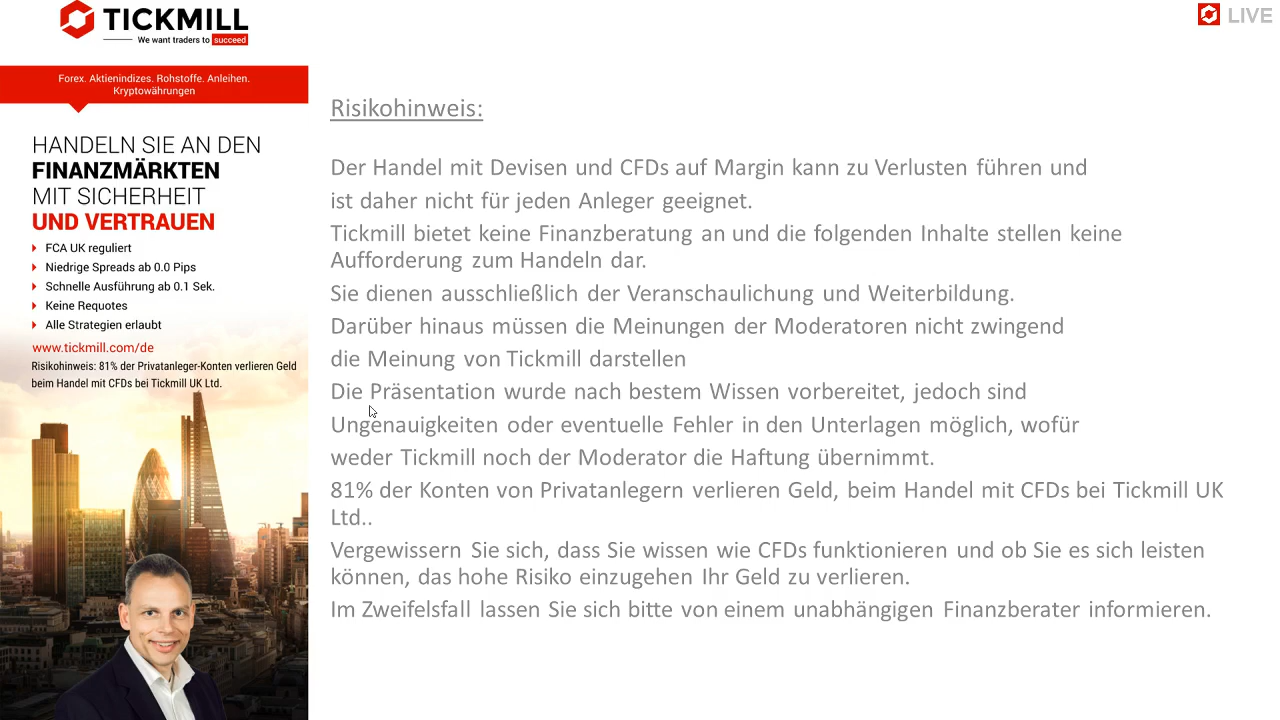 TICKMILL
We want traders to succeed
LIVE
Forex. Aktienindizes. Rohstoffe. Anleihen.
Kryptowährungen
HANDELN SIE AN DEN
FINANZMÄRKTEN
MIT SICHERHEIT
UND VERTRAUEN
FCA UK reguliert
Niedrige Spreads ab 0.0 Pips
Schnelle Ausführung ab 0.1 Sek.
Keine Requotes
Alle Strategien erlaubt
www.tickmill.com/de
Risikohinweis: 81% der Privatanleger-Konten verlieren Geld
beim Handel mit CFDs bei Tickmill UK Ltd.
Risikohinweis:
Der Handel mit Devisen und CFDs auf Margin kann zu Verlusten führen und
ist daher nicht für jeden Anleger geeignet.
Tickmill bietet keine Finanzberatung an und die folgenden Inhalte stellen keine
Aufforderung zum Handeln dar.
Sie dienen ausschließlich der Veranschaulichung und Weiterbildung.
Darüber hinaus müssen die Meinungen der Moderatoren nicht zwingend
die Meinung von Tickmill darstellen
Die Präsentation wurde nach bestem Wissen vorbereitet, jedoch sind
Ungenauigkeiten oder eventuelle Fehler in den Unterlagen möglich, wofür
weder Tickmill noch der Moderator die Haftung übernimmt.
81% der Konten von Privatanlegern verlieren Geld, beim Handel mit CFDs bei Tickmill UK
Ltd..
Vergewissern Sie sich, dass Sie wissen wie CFDs funktionieren und ob Sie es sich leisten
können, das hohe Risiko einzugehen Ihr Geld zu verlieren.
Im Zweifelsfall lassen Sie sich bitte von einem unabhängigen Finanzberater informieren.